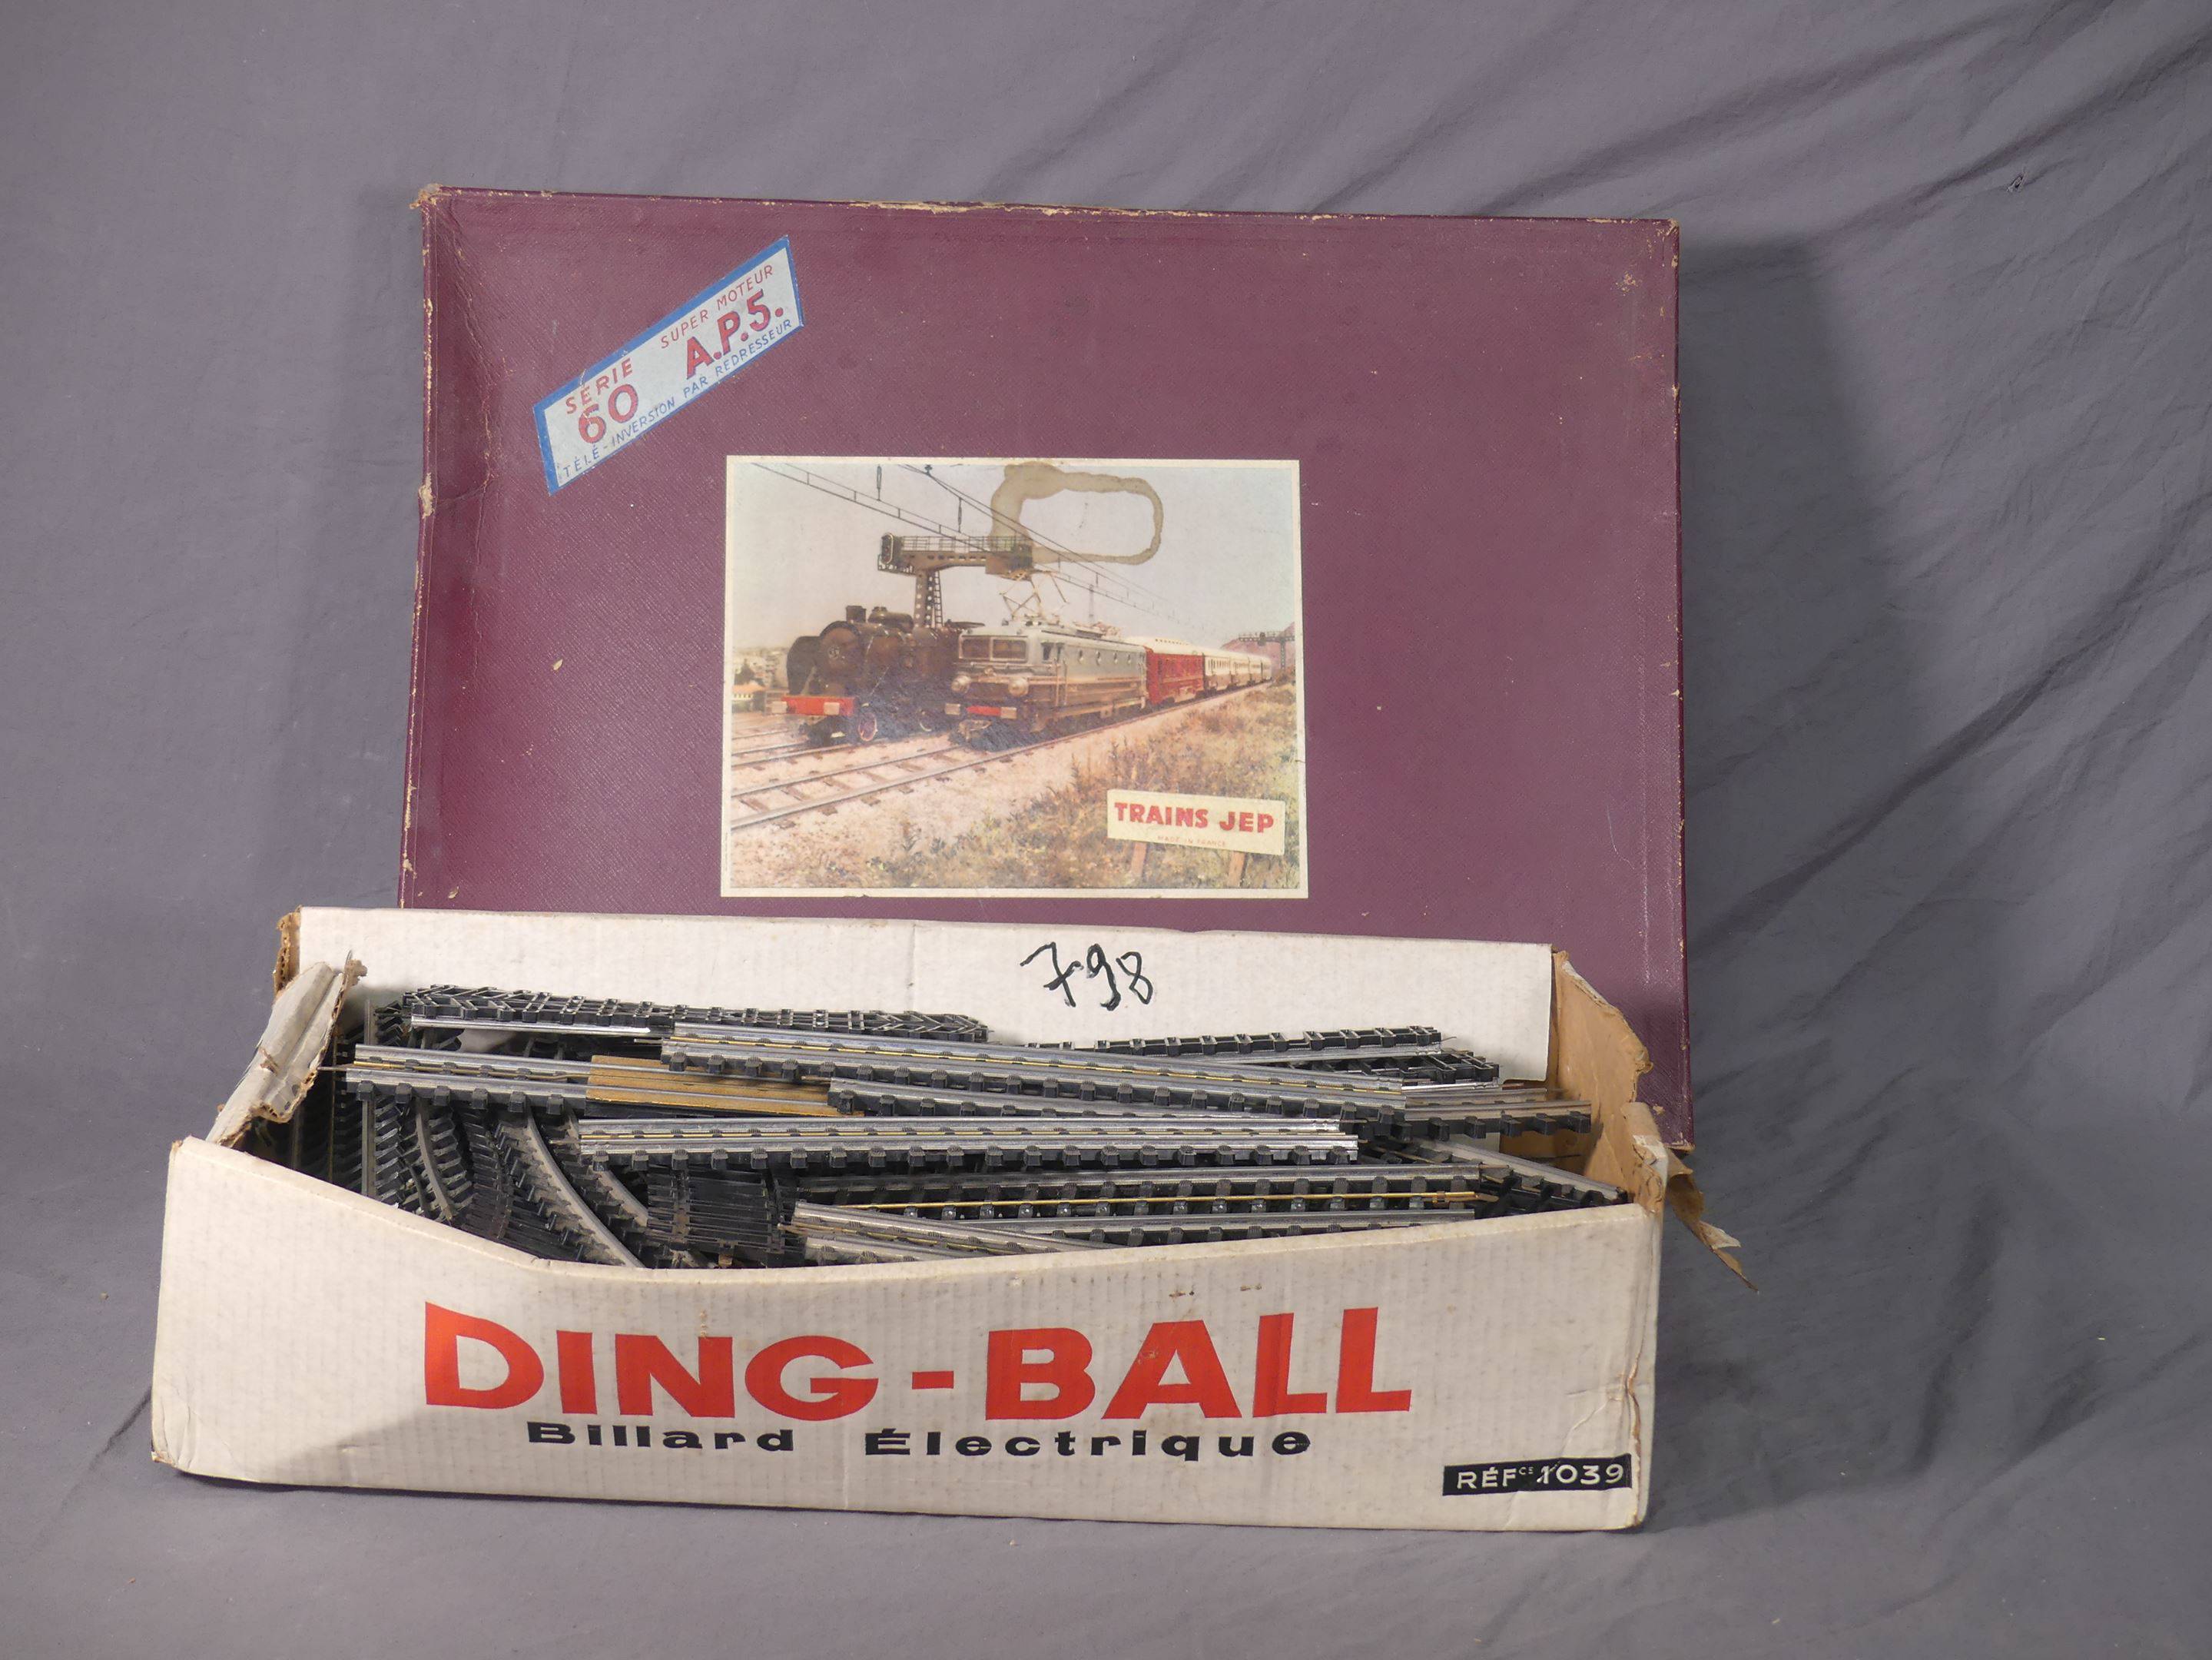 SÉRIE SUPER MOTEUR
60 A.P.5.
TÉLÉ-INVERSION PAR REDRESSEUR
TRAINS JEP
MADE IN FRANCE
798
DING-BALL
Billard Électrique
RÉFCE 1039